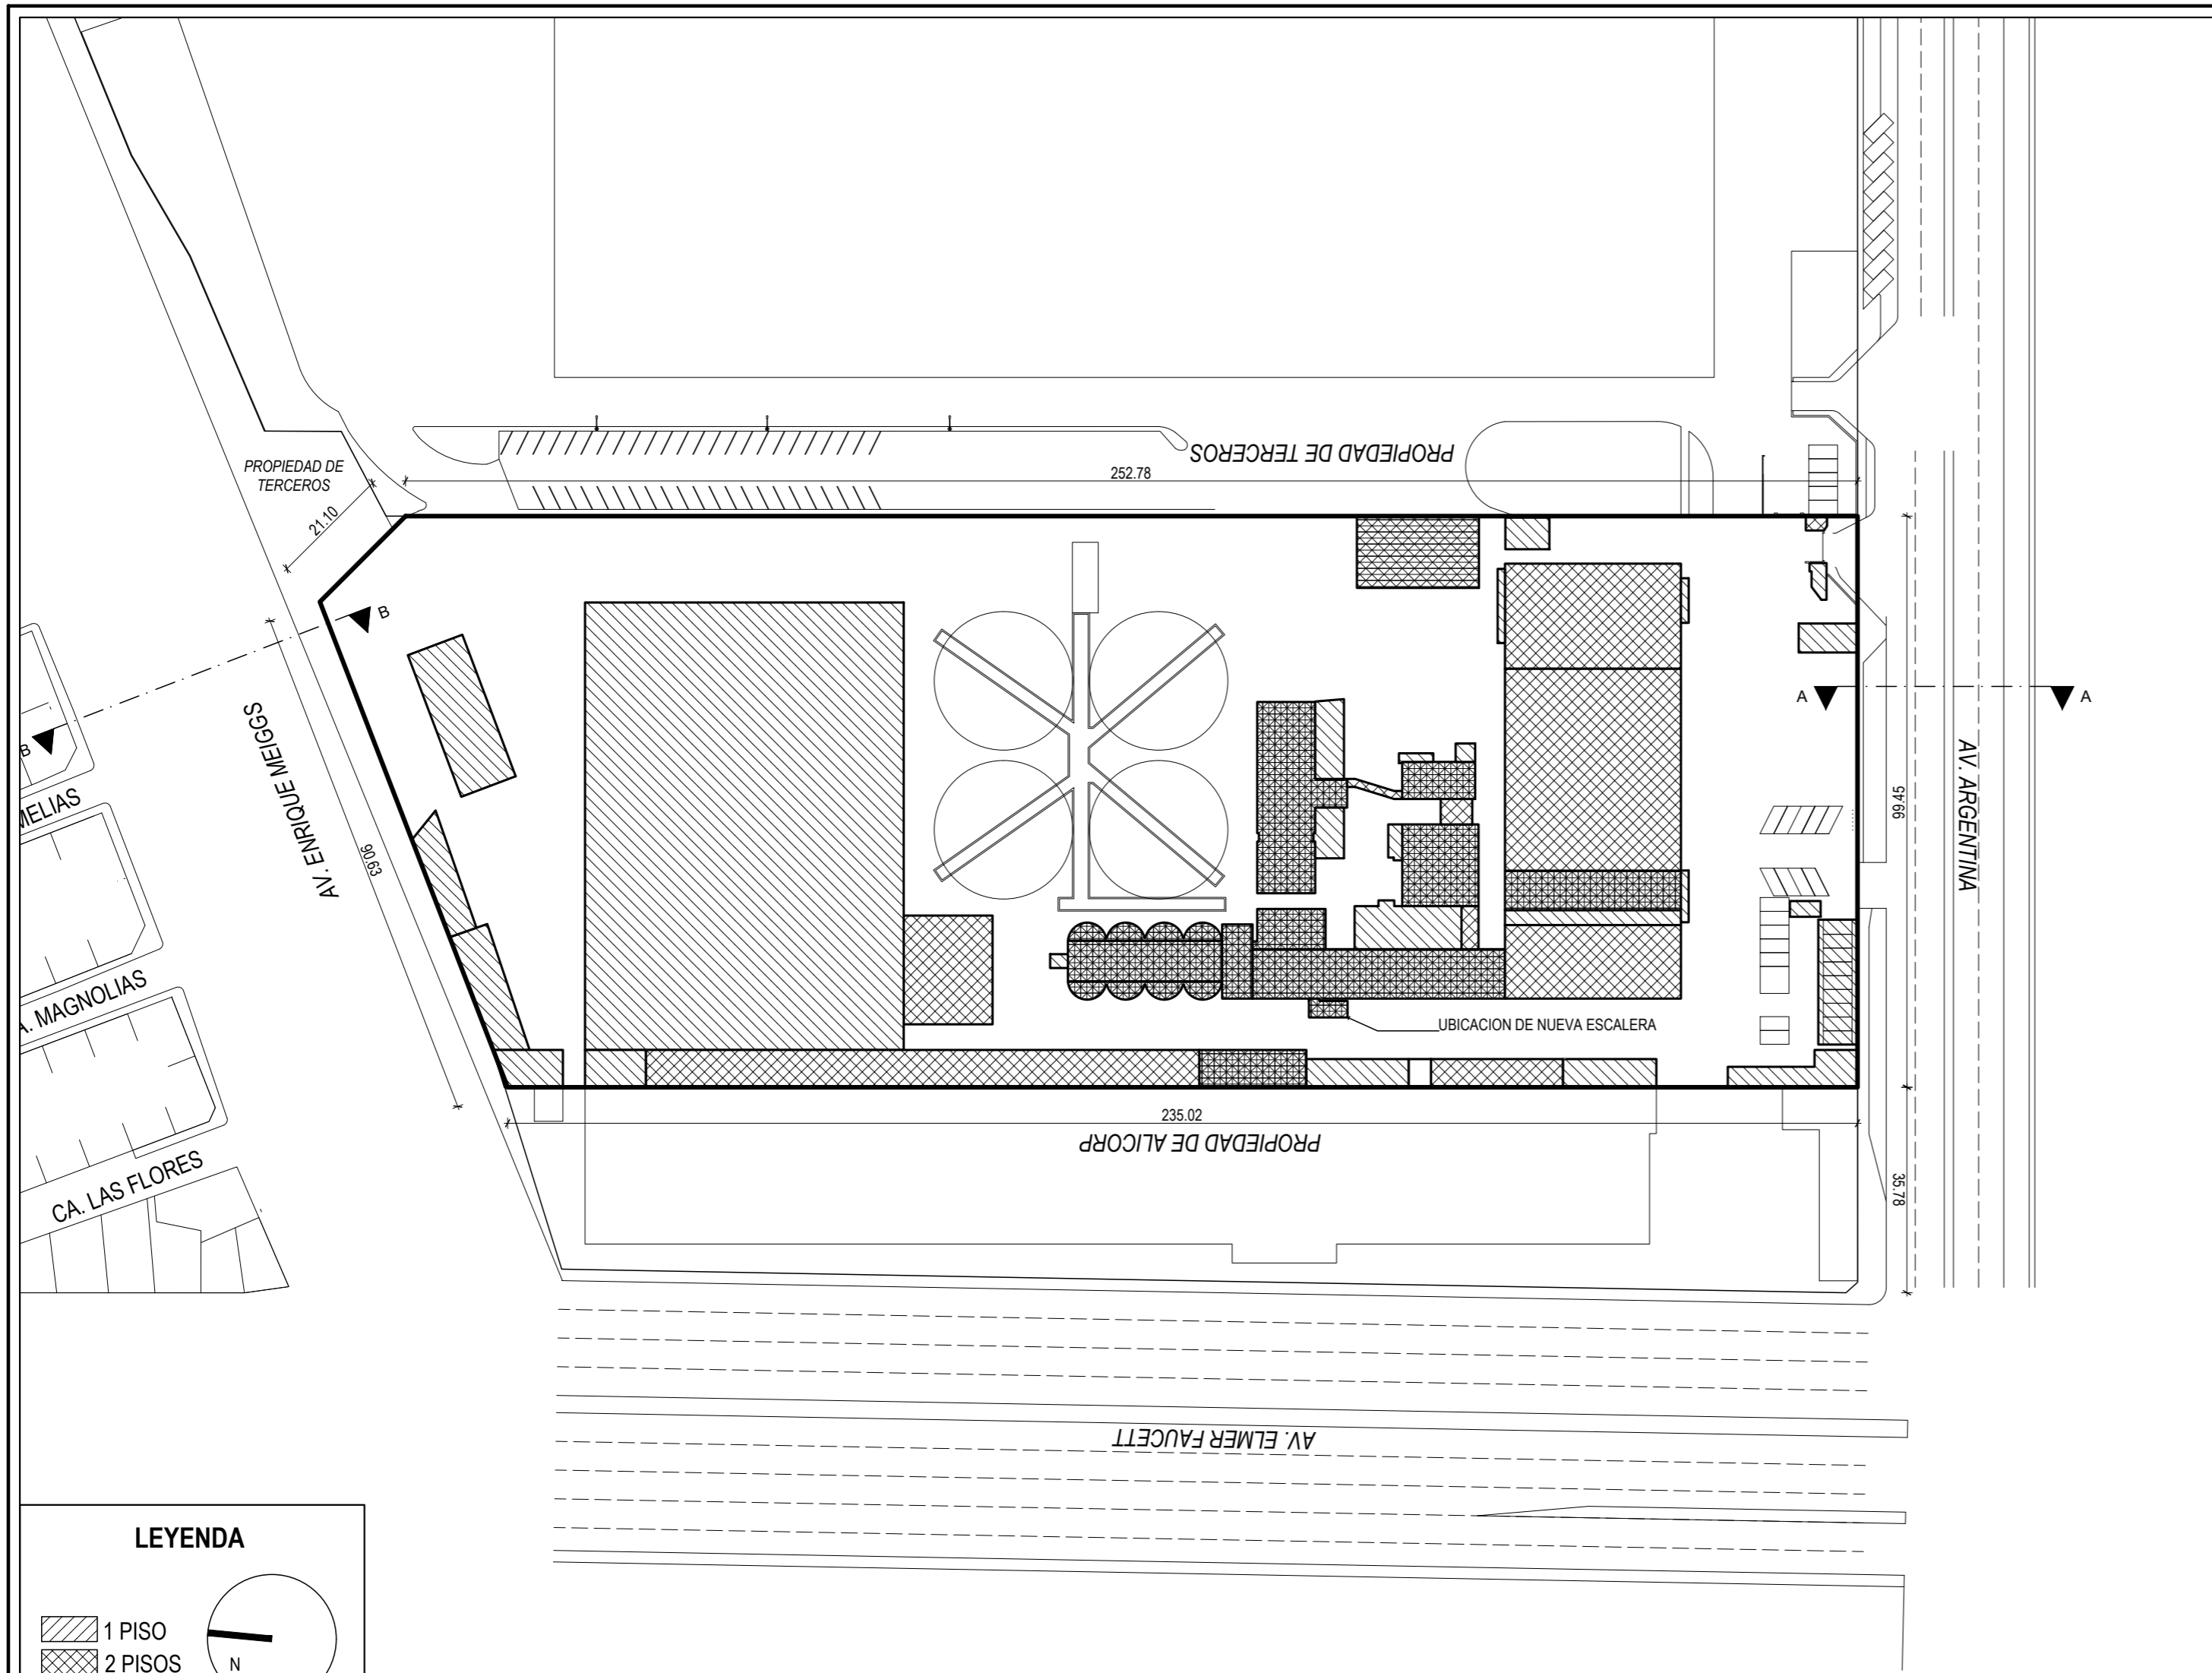 PROPIEDAD DE TERCEROS
252.78
PROPIEDAD DE
TERCEROS
21.10
B
B
A
A
AV. ENRIQUE MEIGGS
90.63
99.45
AV. ARGENTINA
MELIAS
A. MAGNOLIAS
CA. LAS FLORES
UBICACION DE NUEVA ESCALERA
235.02
PROPIEDAD DE ALICORP
35.78
AV. ELMER FAUCETT
LEYENDA
1 PISO
2 PISOS
N